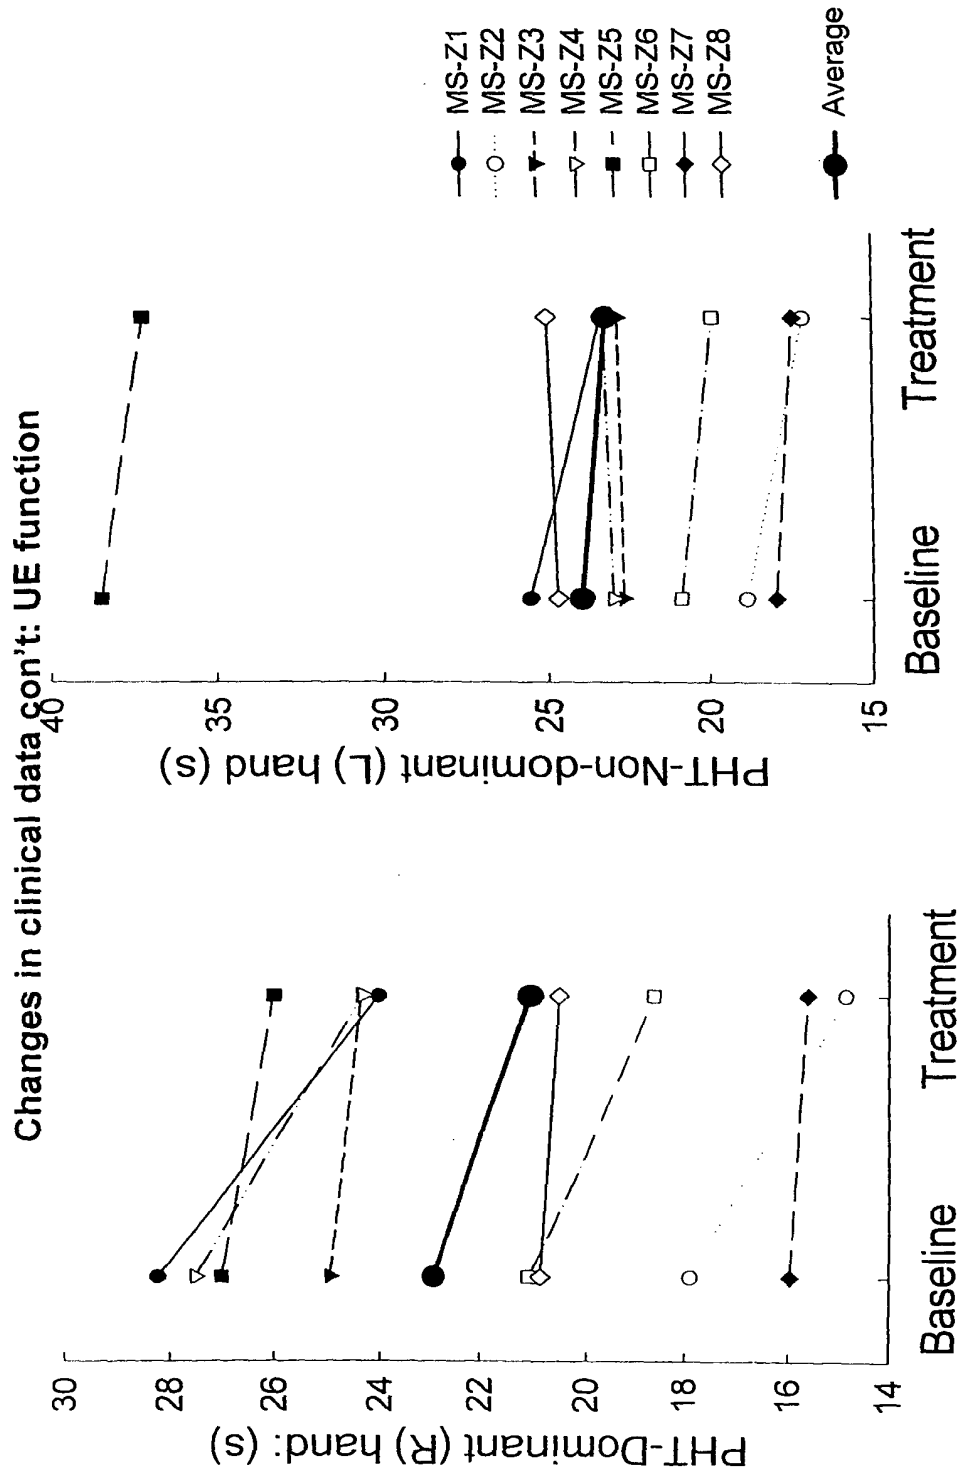 Changes in clinical data con't: UE function
PHT-Dominant (R) hand: (s)
30
28
26
24
22
20
18
16
14
Baseline
Treatment
PHT-Non-dominant (L) hand (s)
40
35
30
25
20
15
Baseline
Treatment
MS-Z1
MS-Z2
MS-Z3
MS-Z4
MS-Z5
MS-Z6
MS-Z7
MS-Z8
Average